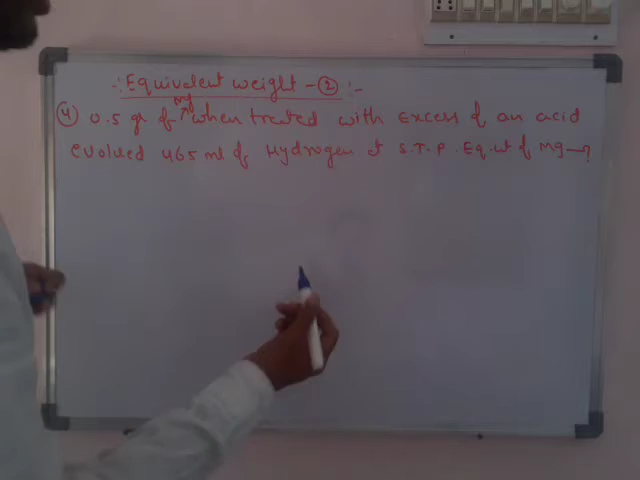 -: Equivalent weight - ② :-
④ 0.5 gr of mg when treated with excess of an acid
evolved 465 ml of Hydrogen at S.T.P. Eq.wt of Mg → ?